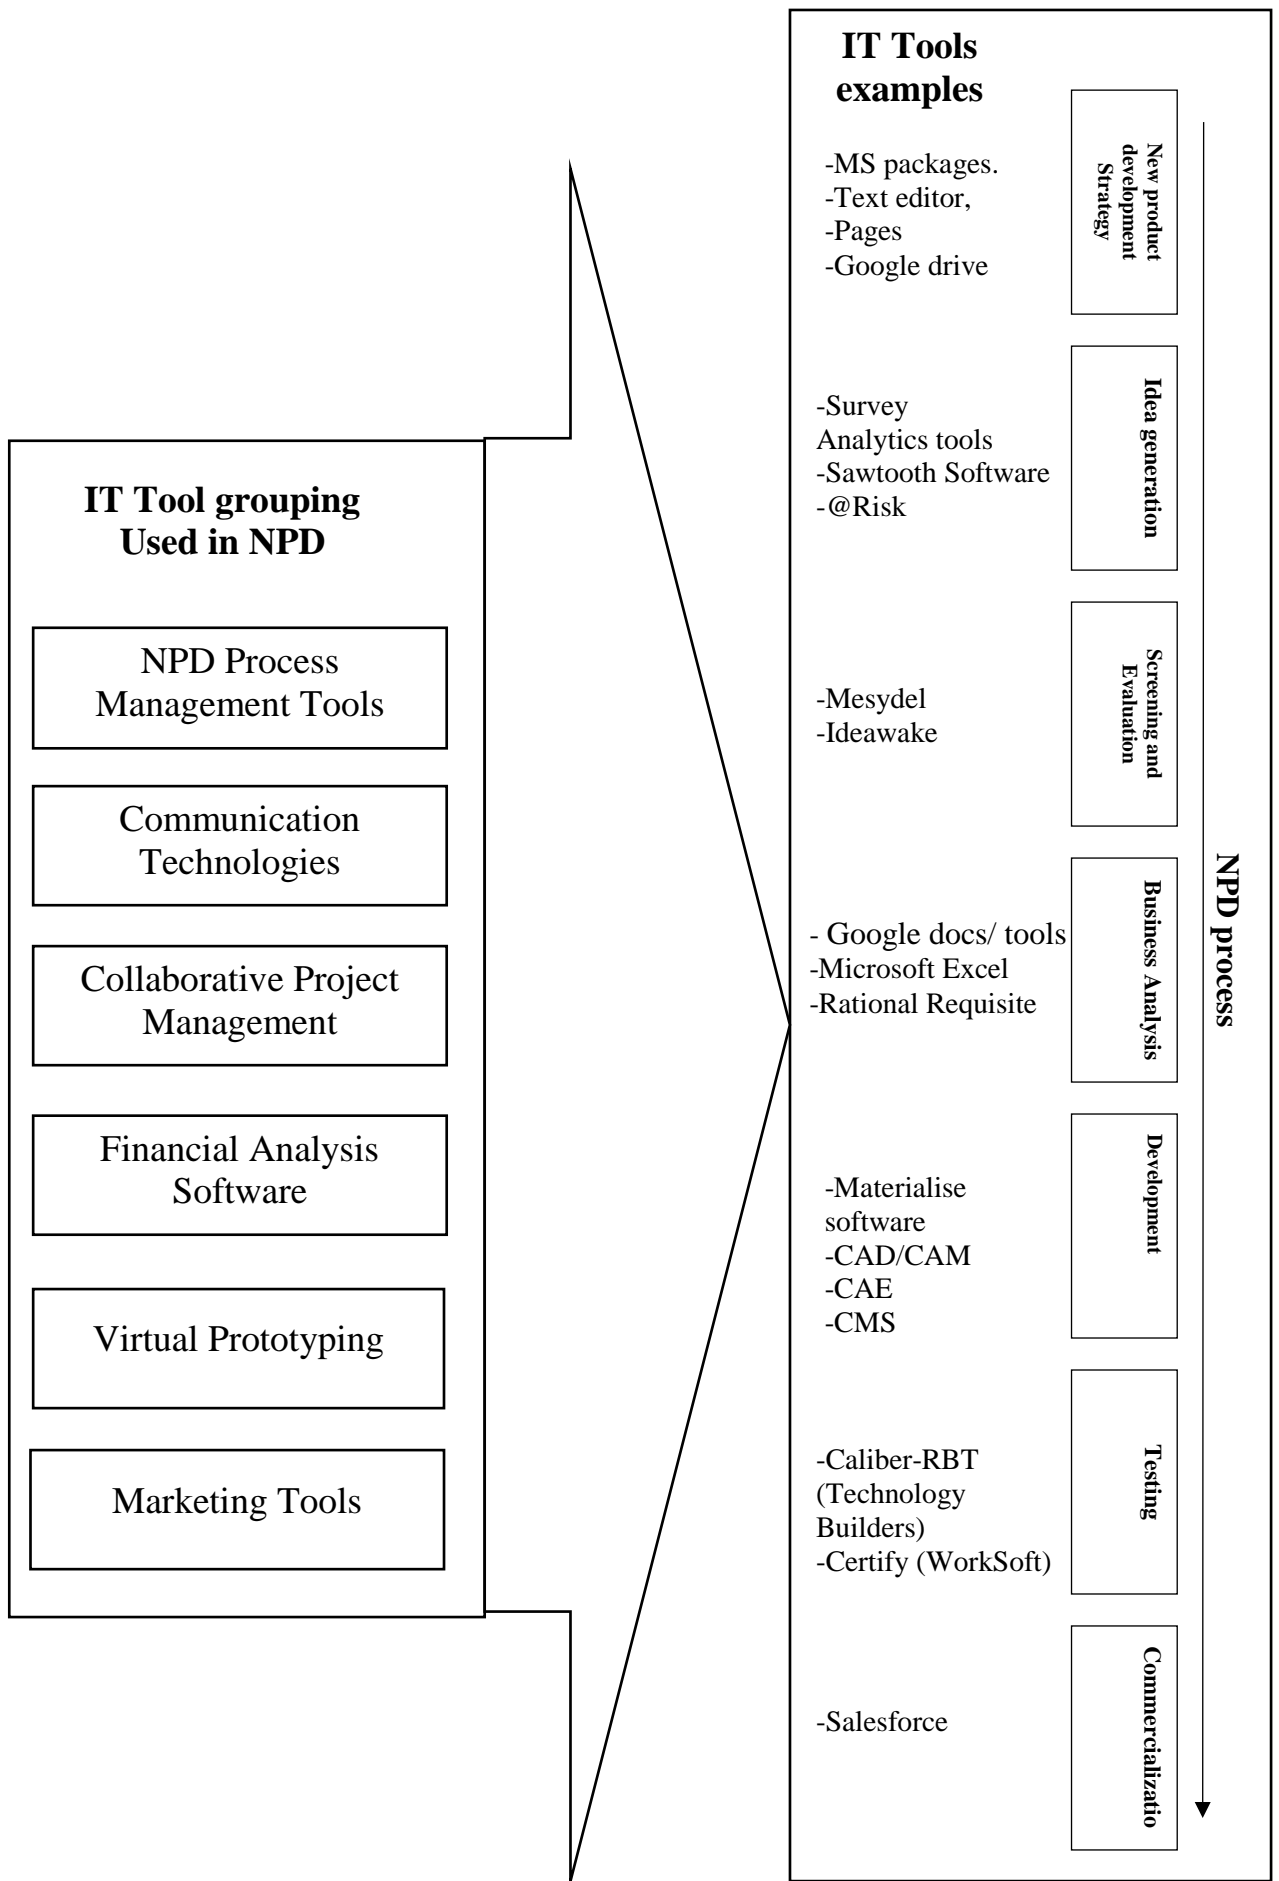 IT Tool grouping
Used in NPD
NPD Process
Management Tools
Communication
Technologies
Collaborative Project
Management
Financial Analysis
Software
Virtual Prototyping
Marketing Tools
IT Tools
examples
-MS packages.
-Text editor,
-Pages
-Google drive
New product
development
Strategy
-Survey
Analytics tools
-Sawtooth Software
-@Risk
Idea generation
-Mesydel
-Ideawake
Screening and
Evaluation
- Google docs/ tools
-Microsoft Excel
-Rational Requisite
Business Analysis
-Materialise
software
-CAD/CAM
-CAE
-CMS
Development
-Caliber-RBT
(Technology
Builders)
-Certify (WorkSoft)
Testing
-Salesforce
Commercializatio
NPD process